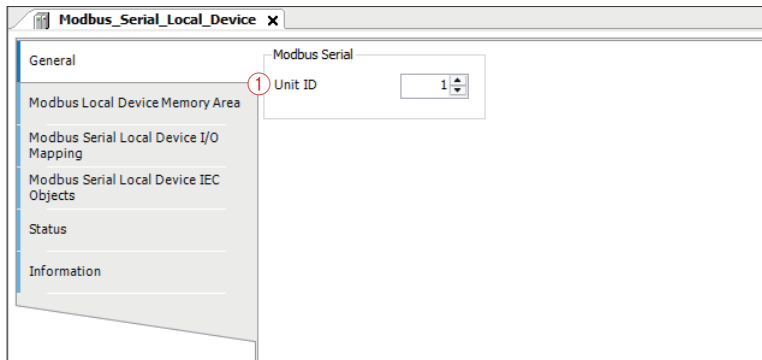 Modbus_Serial_Local_Device x
General
Modbus Local Device Memory Area
Modbus Serial Local Device I/O
Mapping
Modbus Serial Local Device IEC
Objects
Status
Information
Modbus Serial
1 Unit ID 1